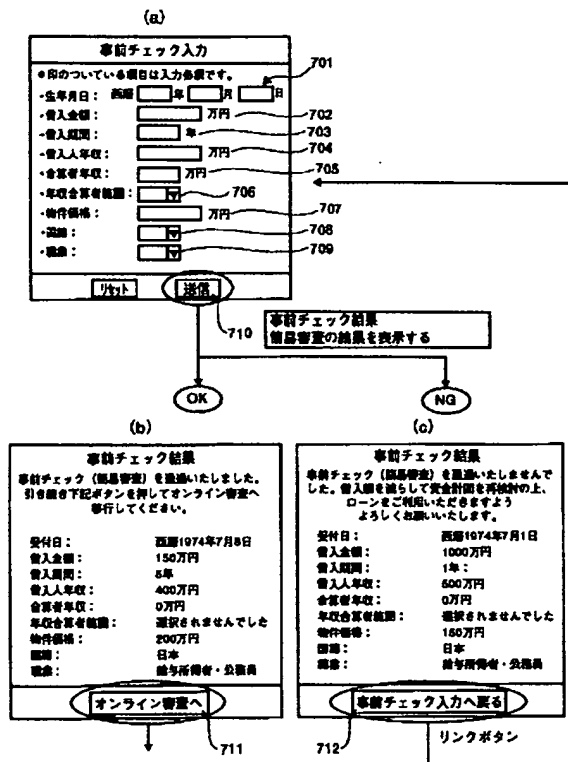 (a)
事前チェック入力
●印のついている項目は入力必須です。
701
・生年月日： 西暦 年 月 日
・借入金額： 万円 702
・借入期間： 年 703
・借入人年収： 万円 704
・合算者年収： 万円 705
・年収合算者続柄： 706
・物件価格： 万円 707
・国籍： 708
・職業： 709
リセット 送信
710
事前チェック結果
簡易審査の結果を表示する
OK NG
(b)
事前チェック結果
事前チェック（簡易審査）を通過いたしました。
引き続き下記ボタンを押してオンライン審査へ
移行してください。
受付日： 西暦1974年7月8日
借入金額： 150万円
借入期間： 5年
借入人年収： 400万円
合算者年収： 0万円
年収合算者続柄： 選択されませんでした
物件価格： 200万円
国籍： 日本
職業： 給与所得者・公務員
オンライン審査へ
711
(c)
事前チェック結果
事前チェック（簡易審査）を通過いたしませんで
した。借入額を減らして資金計画を再検討の上、
ローンをご利用いただきますよう
よろしくお願いいたします。
受付日： 西暦1974年7月1日
借入金額： 1000万円
借入期間： 1年：
借入人年収： 500万円
合算者年収： 0万円
年収合算者続柄： 選択されませんでした
物件価格： 150万円
国籍： 日本
職業： 給与所得者・公務員
事前チェック入力へ戻る
712 リンクボタン